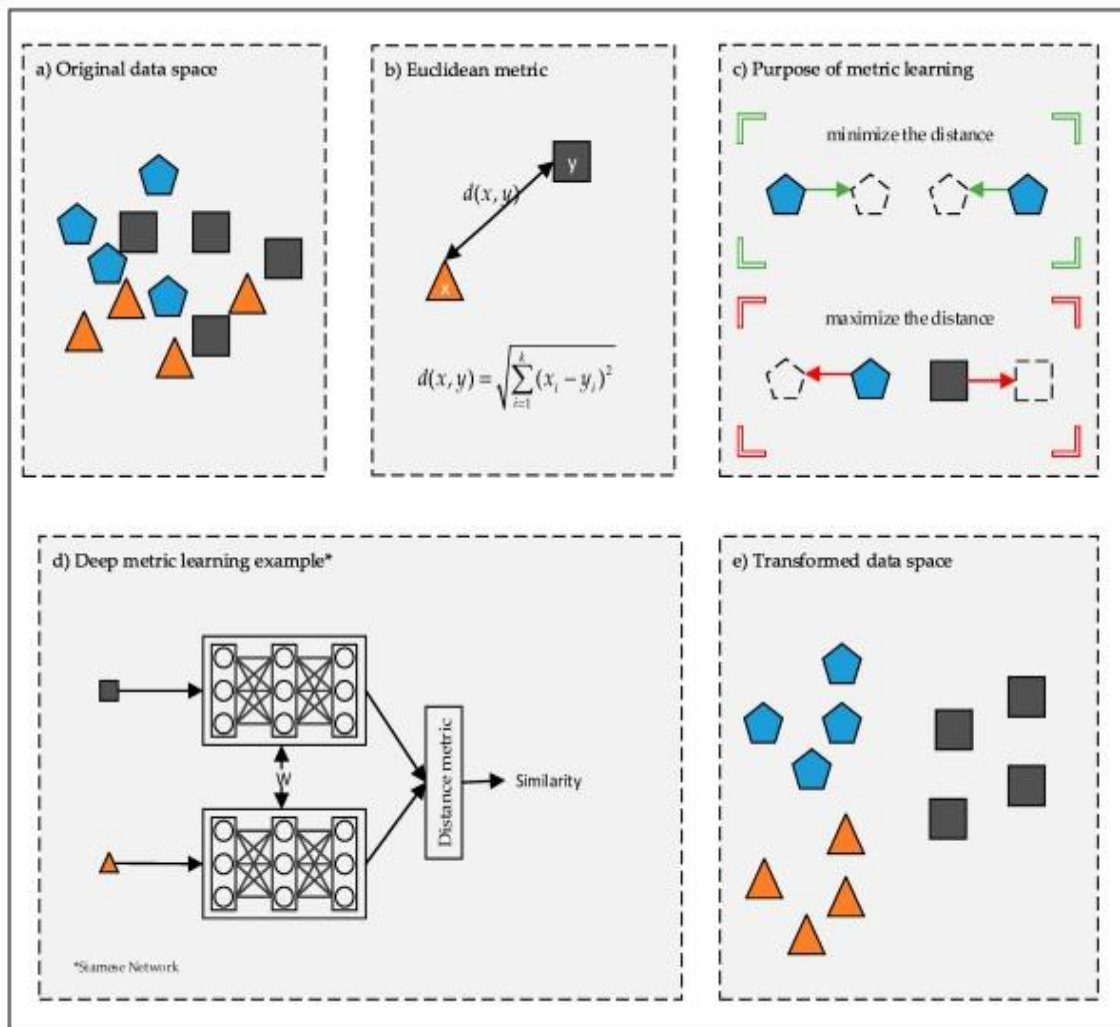 a) Original data space
b) Euclidean metric
y
d(x, y)
x
d(x, y) = √∑_{i=1}^{k}(x_i − y_i)²
c) Purpose of metric learning
minimize the distance
maximize the distance
d) Deep metric learning example*
W
Distance metric
Similarity
*Siamese Network
e) Transformed data space